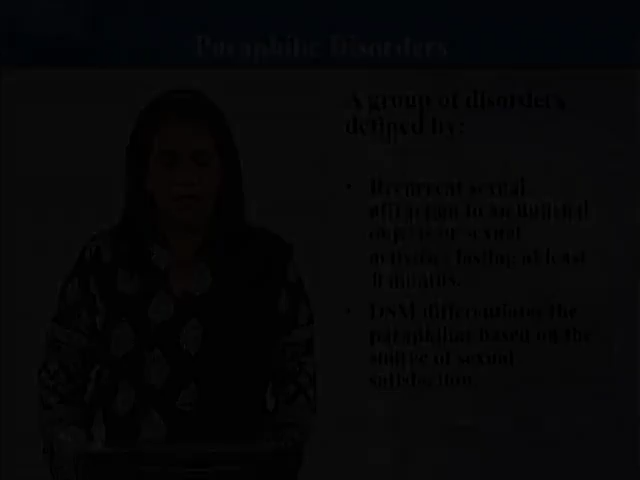 Paraphilic Disorders
A group of disorders
defined by:
• Recurrent sexual
attraction to unusual
objects or sexual
activities lasting at least
6 months.
• DSM differentiates the
paraphilias based on the
source of sexual
satisfaction